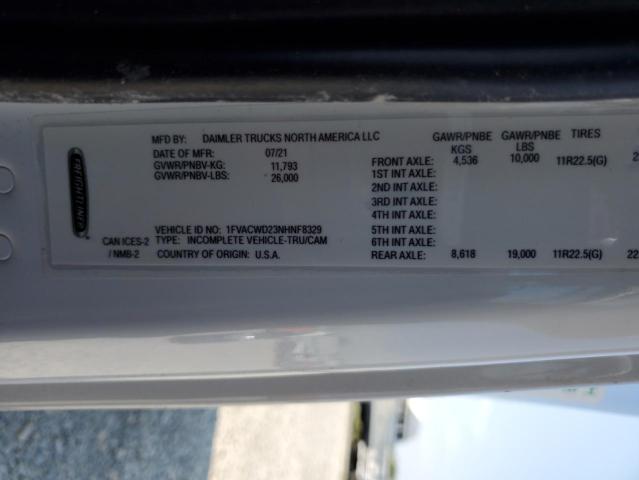 FREIGHTLINER
MFD BY: DAIMLER TRUCKS NORTH AMERICA LLC
DATE OF MFR: 07/21
GVWR/PNBV-KG: 11,793
GVWR/PNBV-LBS: 26,000
VEHICLE ID NO: 1FVACWD23NHNF8329
CAN ICES-2 TYPE: INCOMPLETE VEHICLE-TRU/CAM
/ NMB-2 COUNTRY OF ORIGIN: U.S.A.
GAWR/PNBE GAWR/PNBE TIRES
KGS LBS
FRONT AXLE: 4,536 10,000 11R22.5(G)
1ST INT AXLE:
2ND INT AXLE:
3RD INT AXLE:
4TH INT AXLE:
5TH INT AXLE:
6TH INT AXLE:
REAR AXLE: 8,618 19,000 11R22.5(G) 22